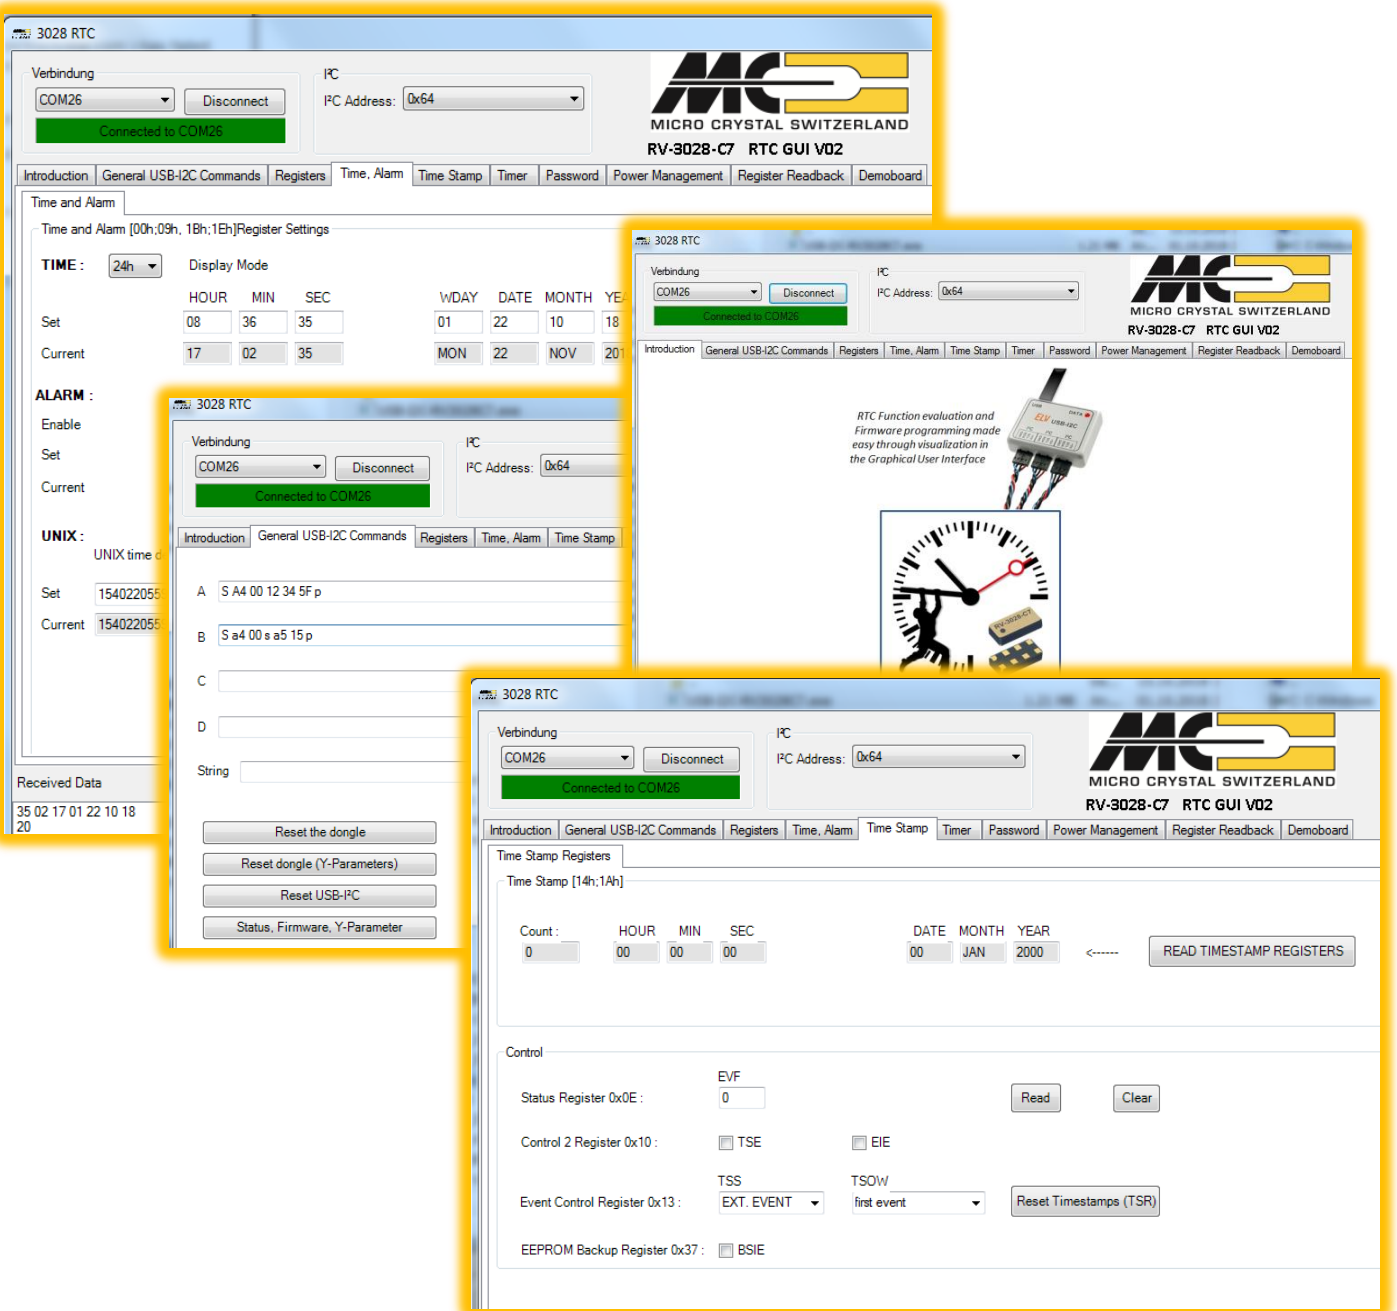 3028 RTC
Verbindung
I²C
COM26
Disconnect
I²C Address:
0x64
Connected to COM26
MICRO CRYSTAL SWITZERLAND
RV-3028-C7 RTC GUI V02
Introduction
General USB-I2C Commands
Registers
Time, Alarm
Time Stamp
Timer
Password
Power Management
Register Readback
Demoboard
Time and Alarm
Time and Alarm [00h;09h, 1Bh;1Eh]Register Settings
TIME :
24h
Display Mode
HOUR MIN SEC WDAY DATE MONTH
Set 08 36 35 01 22 10 18
Current 17 02 35 MON 22 NOV
ALARM :
Enable
Set
Current
UNIX :
UNIX time
Set
Current
Received Data
35 02 17 01 22 10 18
20
3028 RTC
Verbindung
I²C
COM26
Disconnect
I²C Address:
0x64
Connected to COM26
MICRO CRYSTAL SWITZERLAND
RV-3028-C7 RTC GUI V02
Introduction
General USB-I2C Commands
Registers
Time, Alarm
Time Stamp
Timer
Password
Power Management
Register Readback
Demoboard
RTC Function evaluation and
Firmware programming made
easy through visualization in
the Graphical User Interface
USB
DATA
ELV USB-I2C
I²C I²C I²C
RV-3028-C7
3028 RTC
Verbindung
I²C
COM26
Disconnect
I²C Address:
0x64
Connected to COM26
Introduction
General USB-I2C Commands
Registers
Time, Alarm
Time Stamp
A S A4 00 12 34 5F p
B S a4 00 s a5 15 p
C
D
String
Reset the dongle
Reset dongle (Y-Parameters)
Reset USB-I²C
Status, Firmware, Y-Parameter
3028 RTC
Verbindung
I²C
COM26
Disconnect
I²C Address:
0x64
Connected to COM26
MICRO CRYSTAL SWITZERLAND
RV-3028-C7 RTC GUI V02
Introduction
General USB-I2C Commands
Registers
Time, Alarm
Time Stamp
Timer
Password
Power Management
Register Readback
Demoboard
Time Stamp Registers
Time Stamp [14h;1Ah]
Count : HOUR MIN SEC DATE MONTH YEAR
0 00 00 00 00 JAN 2000 <------ READ TIMESTAMP REGISTERS
Control
EVF
Status Register 0x0E : 0 Read Clear
Control 2 Register 0x10 : TSE EIE
TSS TSOW
Event Control Register 0x13 : EXT. EVENT first event Reset Timestamps (TSR)
EEPROM Backup Register 0x37 : BSIE